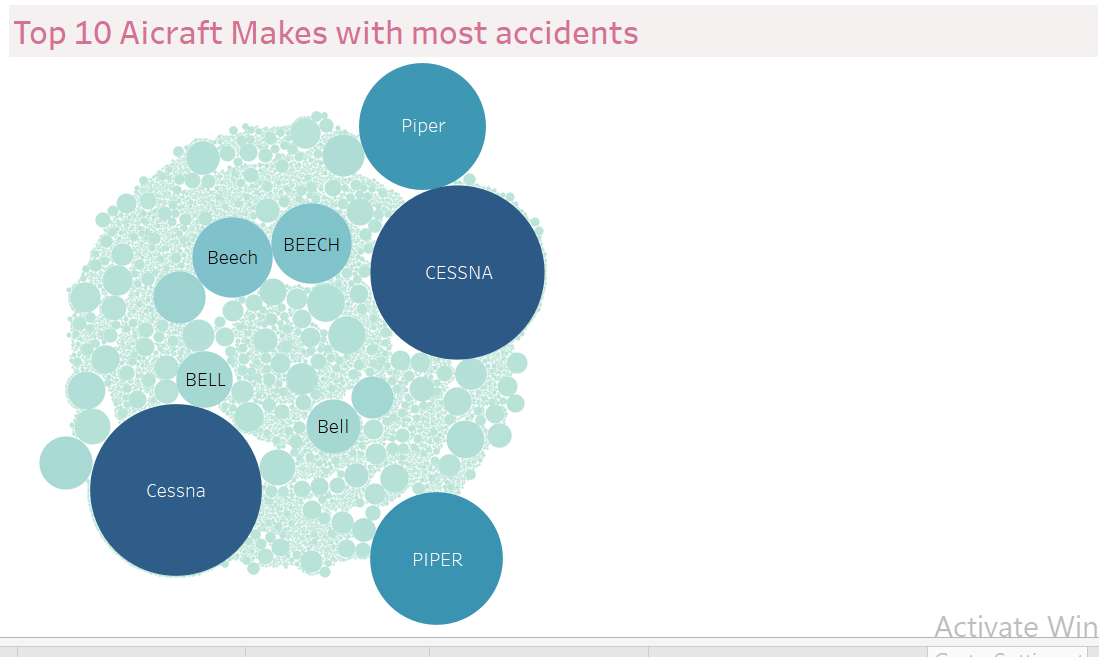 Top 10 Aicraft Makes with most accidents
Piper
BEECH
Beech
CESSNA
BELL
Bell
Cessna
PIPER
Activate Win